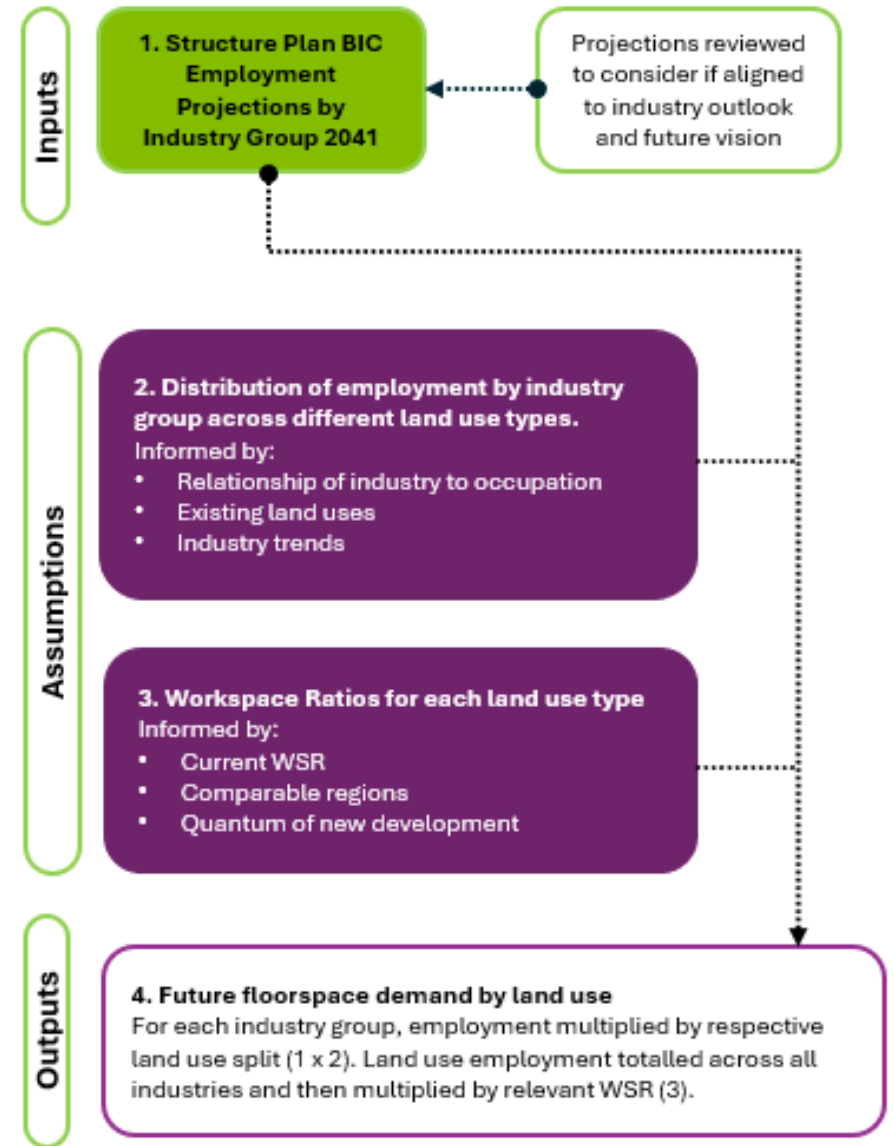 Inputs
1. Structure Plan BIC
Employment
Projections by
Industry Group 2041
Projections reviewed
to consider if aligned
to industry outlook
and future vision
Assumptions
2. Distribution of employment by industry
group across different land use types.
Informed by:
• Relationship of industry to occupation
• Existing land uses
• Industry trends
3. Workspace Ratios for each land use type
Informed by:
• Current WSR
• Comparable regions
• Quantum of new development
Outputs
4. Future floorspace demand by land use
For each industry group, employment multiplied by respective
land use split (1 x 2). Land use employment totalled across all
industries and then multiplied by relevant WSR (3).